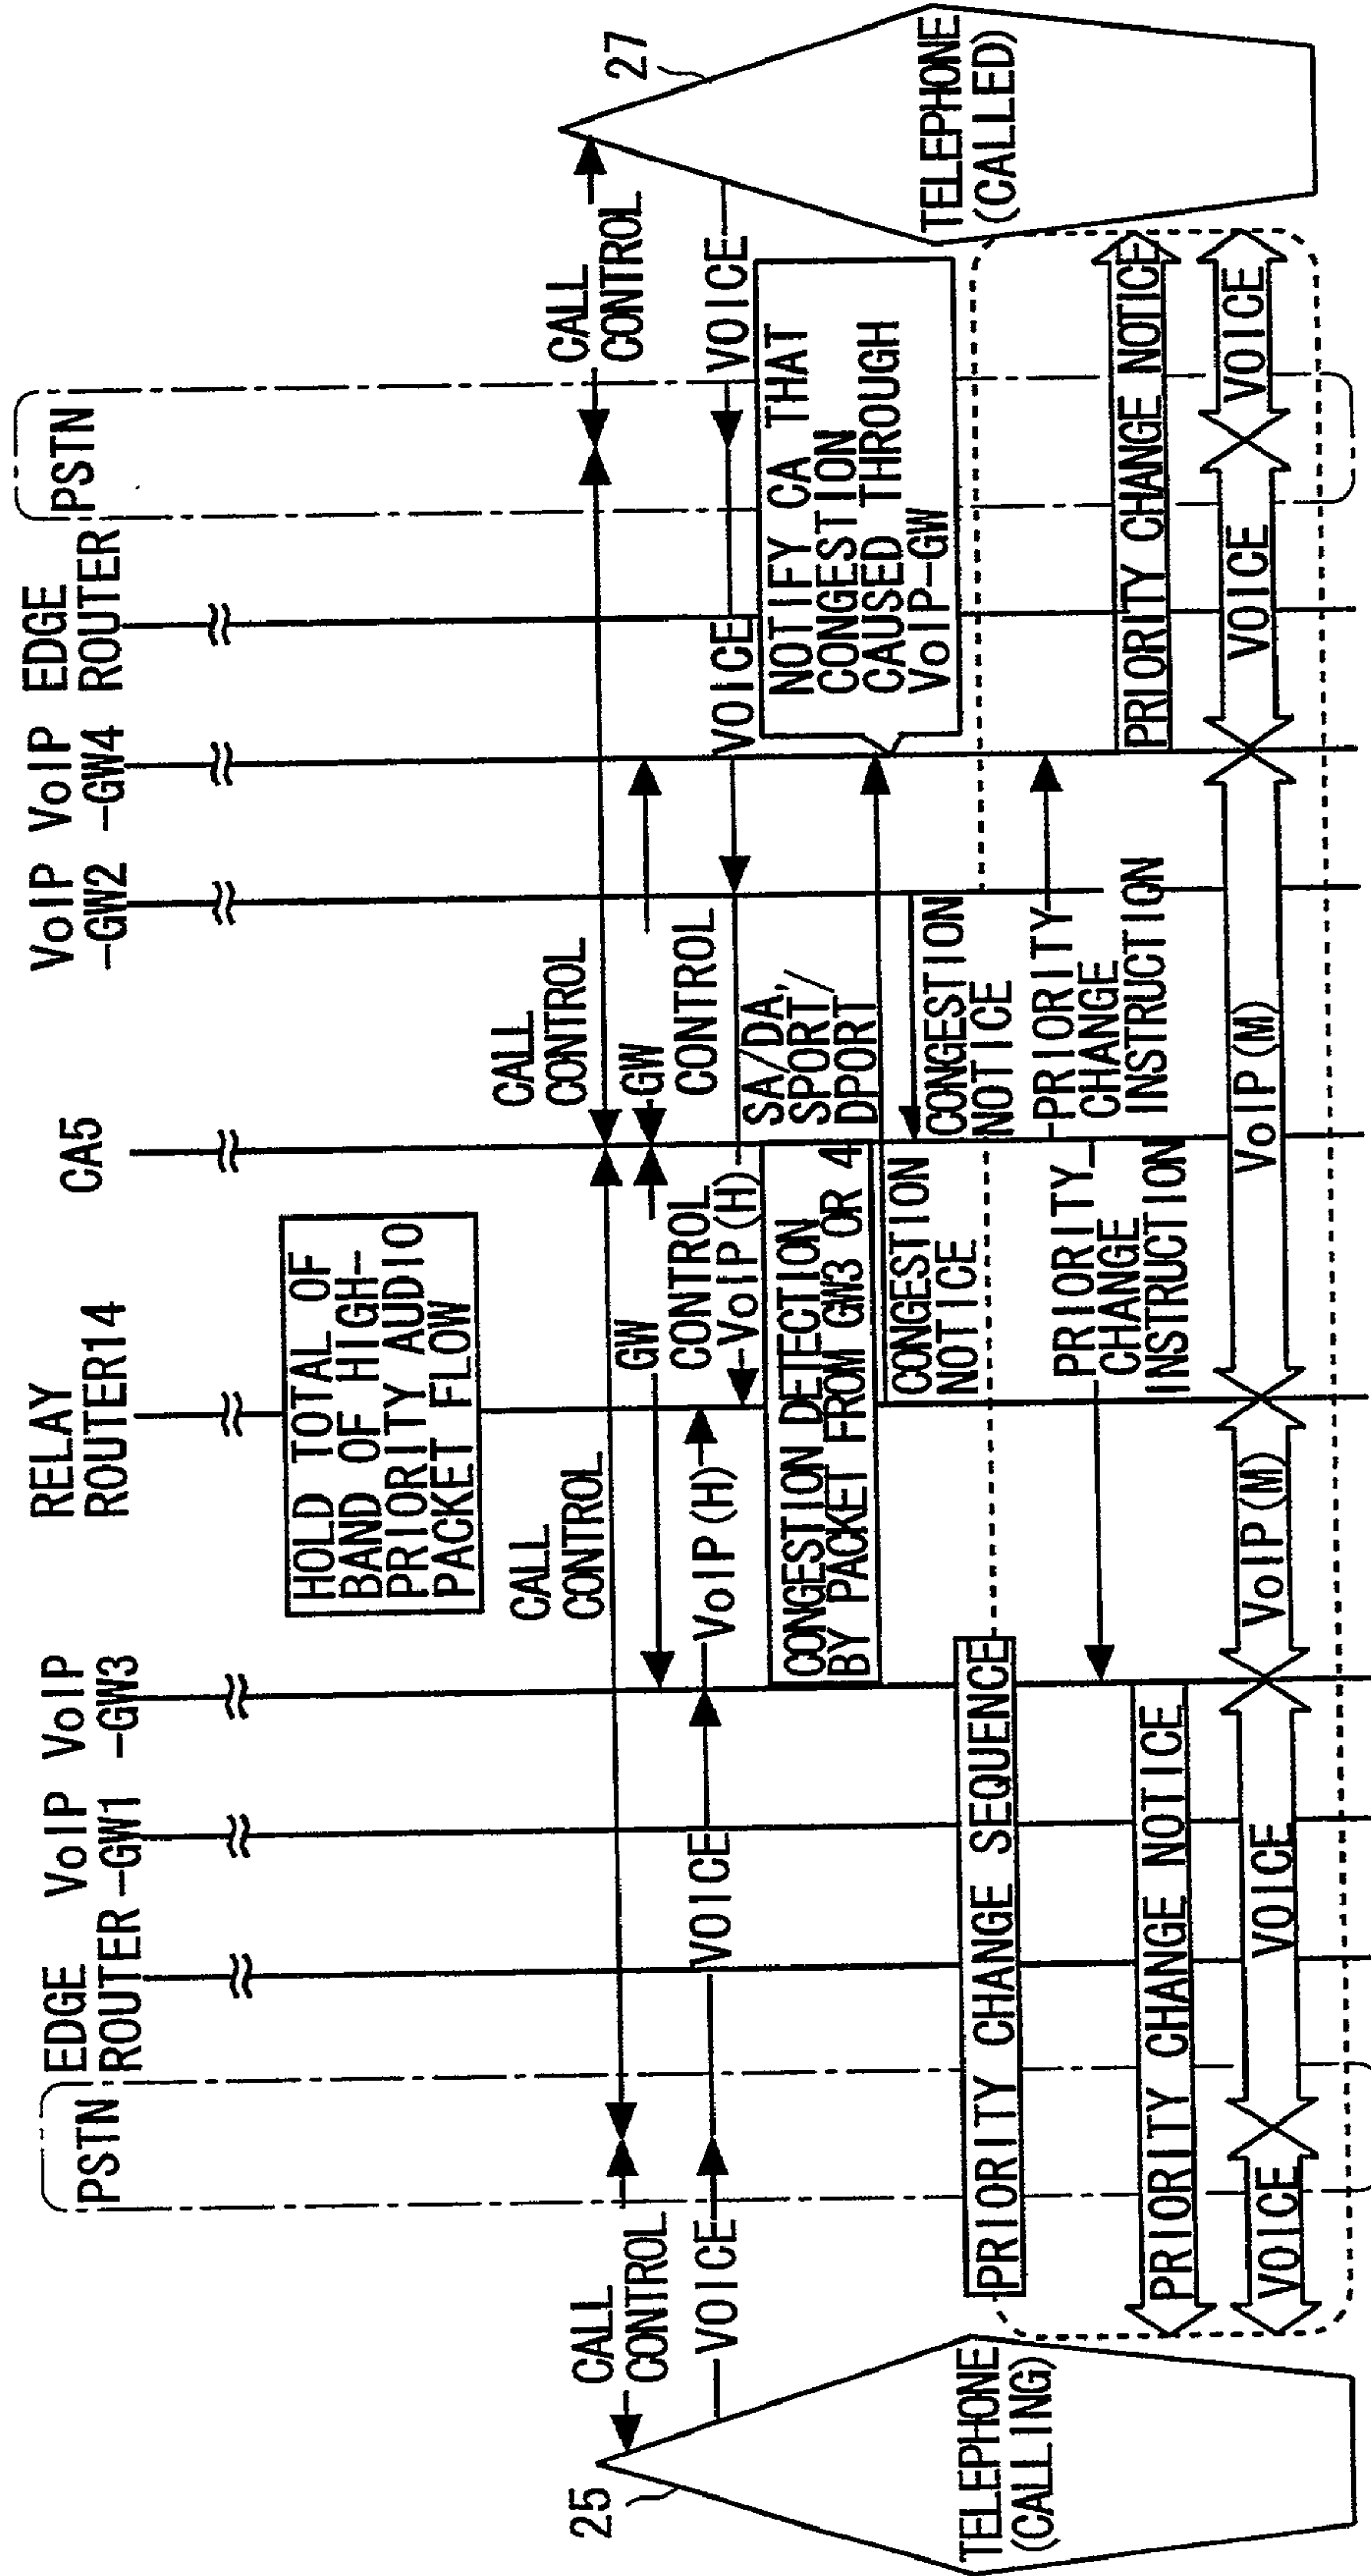 PSTN
EDGE
ROUTER
VoIP
-GW1
VoIP
-GW3
RELAY
ROUTER14
CA5
VoIP
-GW2
VoIP
-GW4
EDGE
ROUTER
PSTN
HOLD TOTAL OF
BAND OF HIGH-
PRIORITY AUDIO
PACKET FLOW
25
CALL
CONTROL
CALL
CONTROL
CALL
CONTROL
CALL
CONTROL
27
GW
CONTROL
GW
CONTROL
VOICE
VOICE
VoIP(H)
VoIP(H)
VOICE
VOICE
CONGESTION DETECTION
BY PACKET FROM GW3 OR 4
SA/DA,
SPORT/
DPORT
NOTIFY CA THAT
CONGESTION
CAUSED THROUGH
VoIP-GW
CONGESTION
NOTICE
CONGESTION
NOTICE
TELEPHONE
(CALLING)
PRIORITY CHANGE SEQUENCE
TELEPHONE
(CALLED)
PRIORITY
CHANGE
INSTRUCTION
PRIORITY
CHANGE
INSTRUCTION
PRIORITY CHANGE NOTICE
PRIORITY CHANGE NOTICE
VOICE
VOICE
VoIP(M)
VoIP(M)
VOICE
VOICE